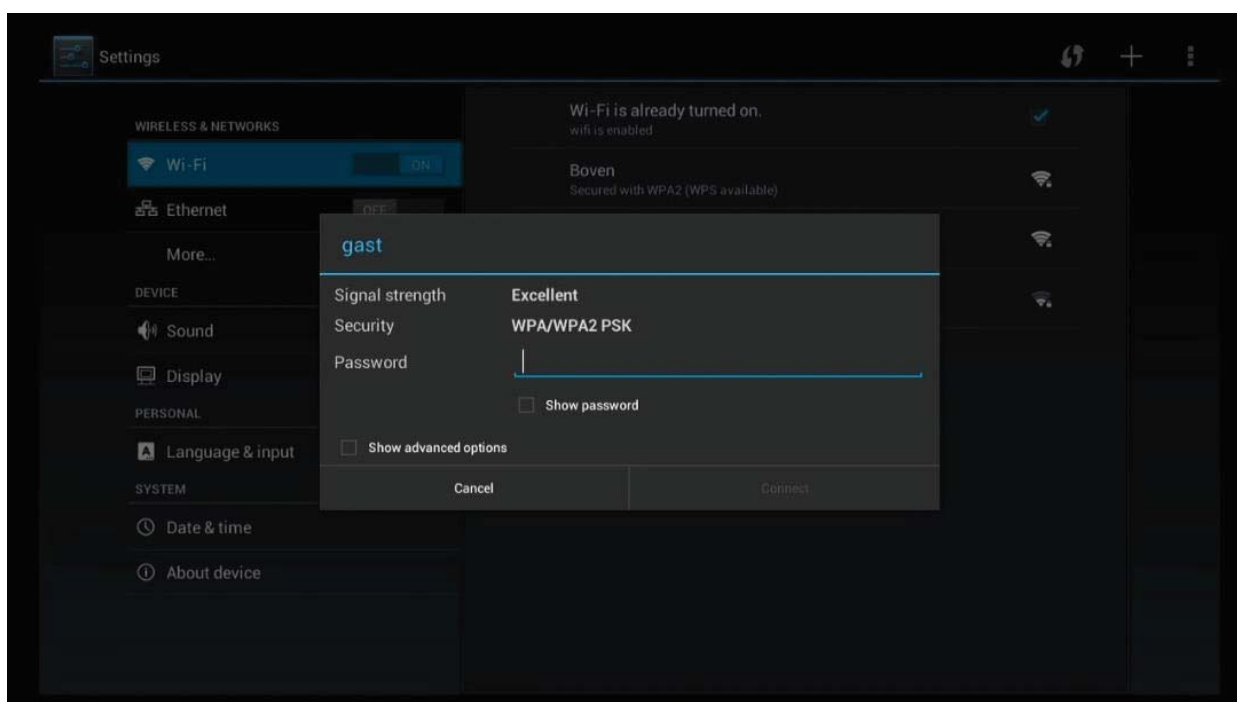 Settings
WIRELESS & NETWORKS
Wi-Fi
ON
Ethernet
OFF
More...
DEVICE
Sound
Display
PERSONAL
Language & input
SYSTEM
Date & time
About device
Wi-Fi is already turned on.
wifi is enabled
Boven
Secured with WPA2 (WPS available)
gast
Signal strength Excellent
Security WPA/WPA2 PSK
Password
Show password
Show advanced options
Cancel Connect